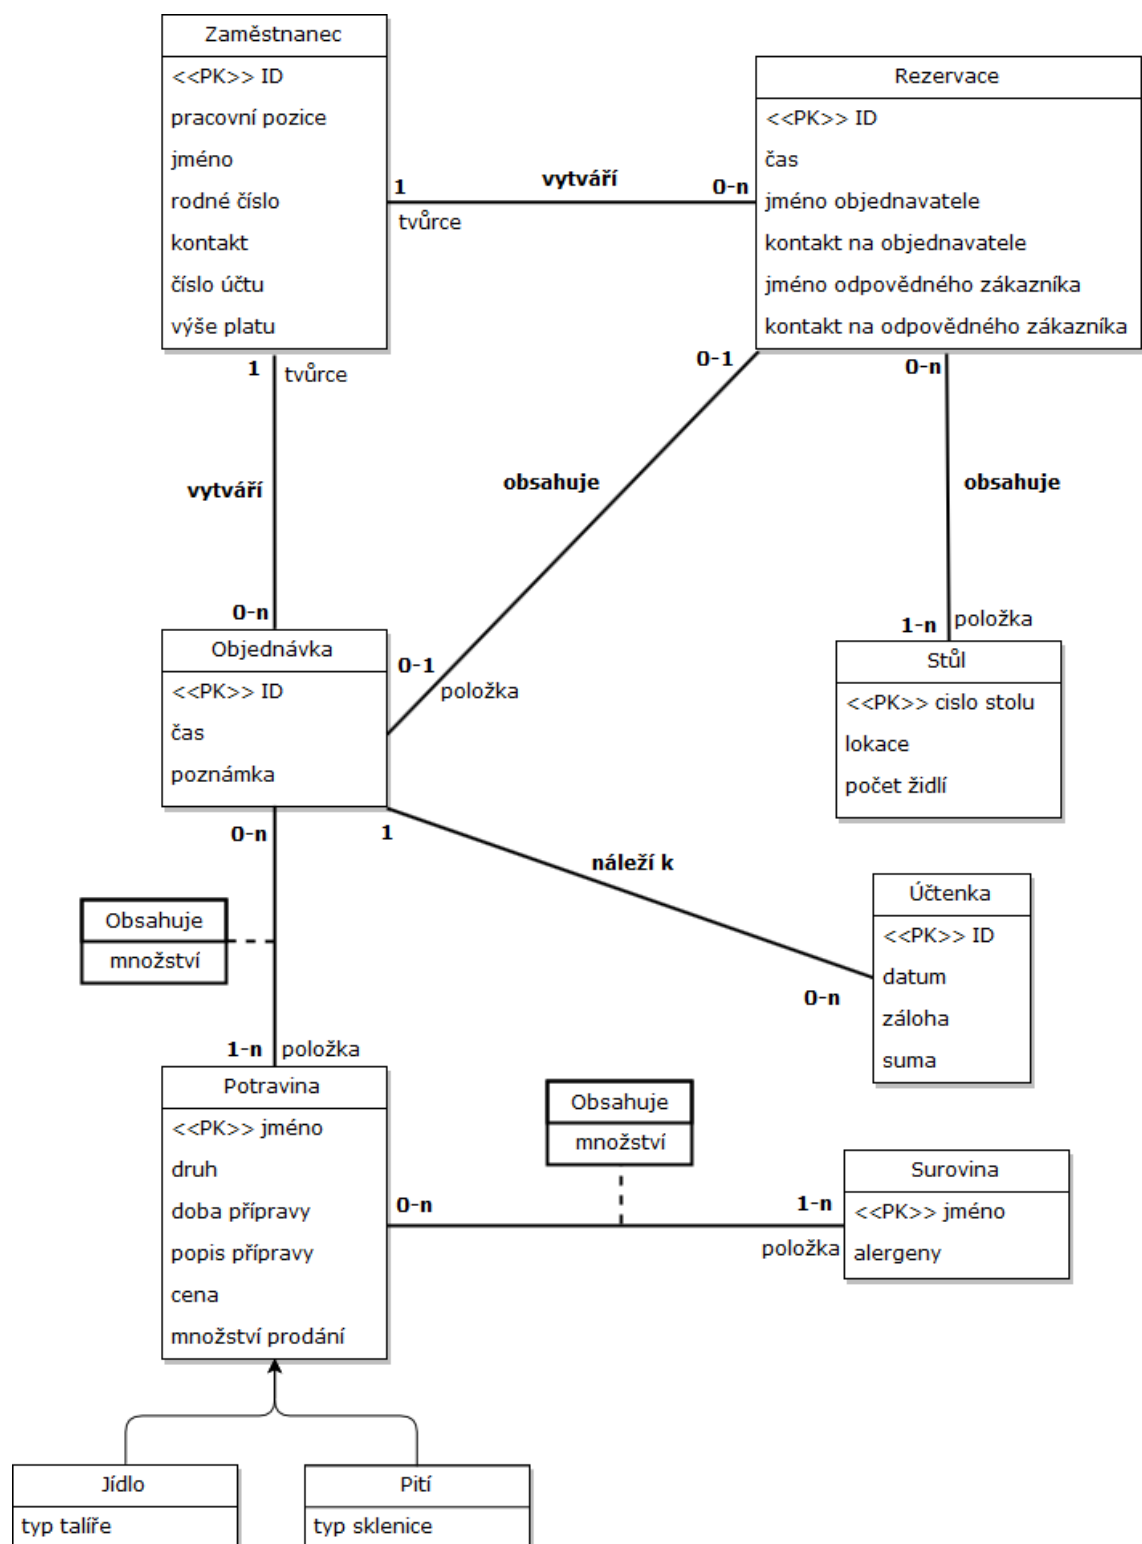 Zaměstnanec
<<PK>> ID
pracovní pozice
jméno
rodné číslo
kontakt
číslo účtu
výše platu
Rezervace
<<PK>> ID
čas
jméno objednavatele
kontakt na objednavatele
jméno odpovědného zákazníka
kontakt na odpovědného zákazníka
1
vytváří
0-n
tvůrce
1
tvůrce
vytváří
0-n
0-1
obsahuje
0-1
položka
0-n
obsahuje
1-n
položka
Objednávka
<<PK>> ID
čas
poznámka
Stůl
<<PK>> cislo stolu
lokace
počet židlí
0-n
1
náleží k
0-n
Účtenka
<<PK>> ID
datum
záloha
suma
Obsahuje
množství
1-n
položka
Potravina
<<PK>> jméno
druh
doba přípravy
popis přípravy
cena
množství prodání
Obsahuje
množství
0-n
1-n
položka
Surovina
<<PK>> jméno
alergeny
Jídlo
typ talíře
Pití
typ sklenice